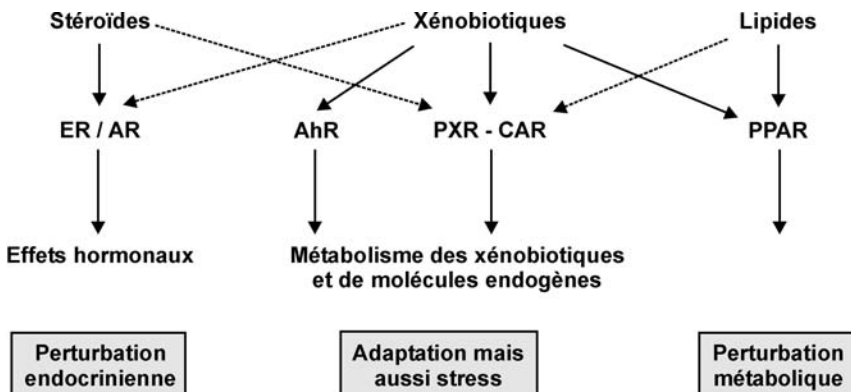 Stéroïdes Xénobiotiques Lipides
ER / AR AhR PXR - CAR PPAR
Effets hormonaux
Métabolisme des xénobiotiques
et de molécules endogènes
Perturbation
endocrinienne
Adaptation mais
aussi stress
Perturbation
métabolique